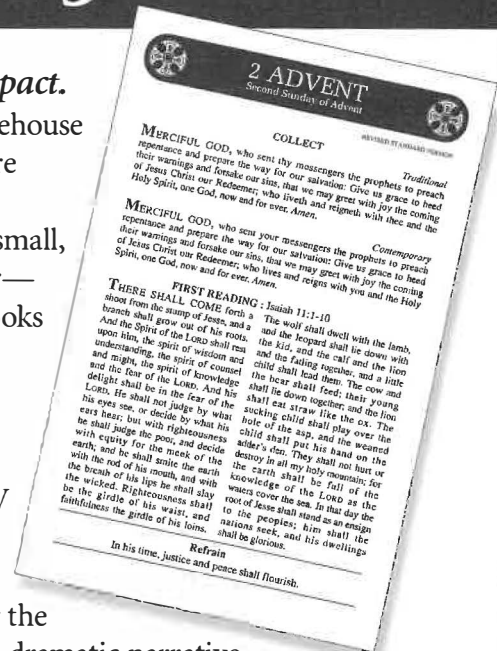 pact.
ehouse
re
small,
r—
oks
y
r the
dramatic narrative
2 ADVENT
Second Sunday of Advent
REVISED STANDARD VERSION
COLLECT
Traditional
MERCIFUL GOD, who sent thy messengers the prophets to preach
repentance and prepare the way for our salvation: Give us grace to heed
their warnings and forsake our sins, that we may greet with joy the coming
of Jesus Christ our Redeemer; who liveth and reigneth with thee and the
Holy Spirit, one God, now and for ever. Amen.
Contemporary
MERCIFUL GOD, who sent your messengers the prophets to preach
repentance and prepare the way for our salvation: Give us grace to heed
their warnings and forsake our sins, that we may greet with joy the coming
of Jesus Christ our Redeemer; who lives and reigns with you and the Holy
Spirit, one God, now and for ever. Amen.
FIRST READING : Isaiah 11:1-10
THERE SHALL COME forth a
shoot from the stump of Jesse, and a
branch shall grow out of his roots.
And the Spirit of the LORD shall rest
upon him, the spirit of wisdom and
understanding, the spirit of counsel
and might, the spirit of knowledge
and the fear of the LORD. And his
delight shall be in the fear of the
LORD. He shall not judge by what
his eyes see, or decide by what his
ears hear; but with righteousness
he shall judge the poor, and decide
with equity for the meek of the
earth; and he shall smite the earth
with the rod of his mouth, and with
the breath of his lips he shall slay
the wicked. Righteousness shall
be the girdle of his waist, and
faithfulness the girdle of his loins.
The wolf shall dwell with the lamb,
and the leopard shall lie down with
the kid, and the calf and the lion
and the fatling together, and a little
child shall lead them. The cow and
the bear shall feed; their young
shall lie down together; and the lion
shall eat straw like the ox. The
sucking child shall play over the
hole of the asp, and the weaned
child shall put his hand on the
adder's den. They shall not hurt or
destroy in all my holy mountain; for
the earth shall be full of the
knowledge of the LORD as the
waters cover the sea. In that day the
root of Jesse shall stand as an ensign
to the peoples; him shall the
nations seek, and his dwellings
shall be glorious.
Refrain
In his time, justice and peace shall flourish.